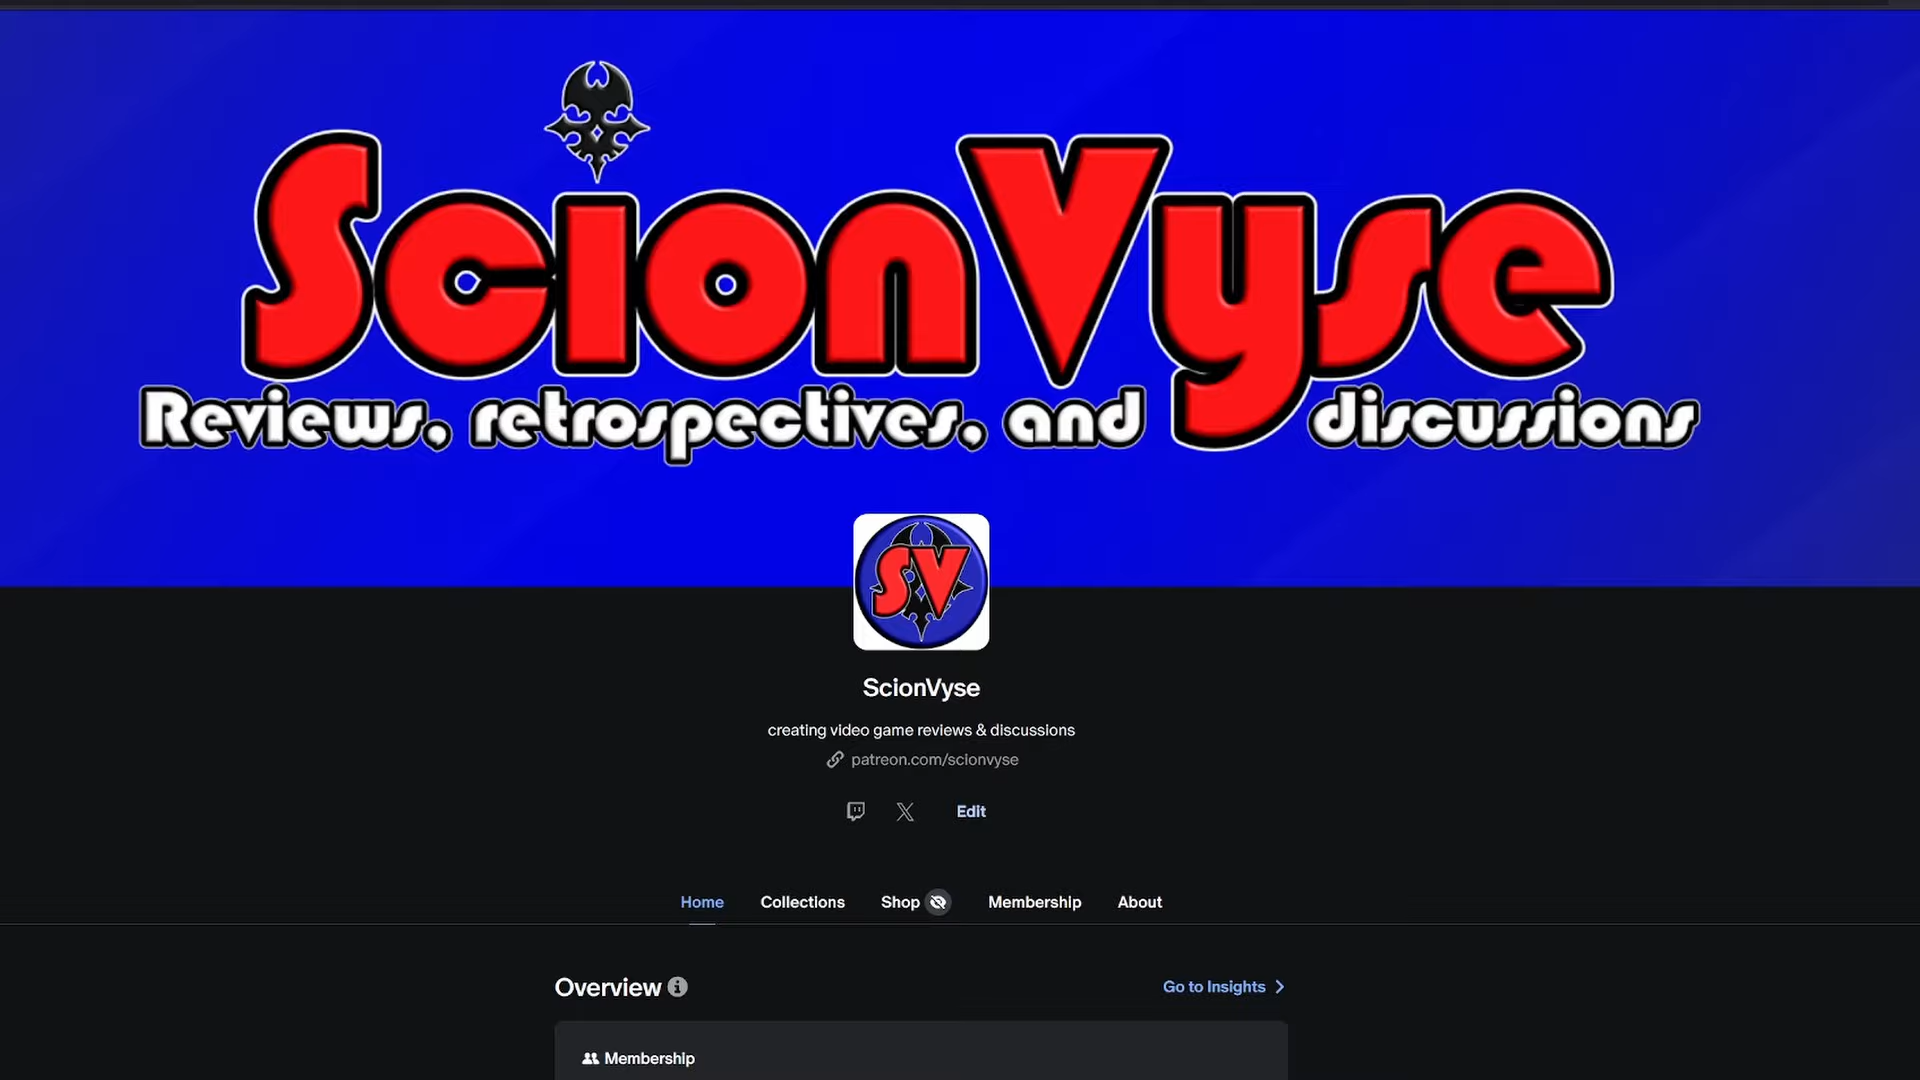 ScionVyse
Reviews, retrospectives, and discussions
SV
ScionVyse
creating video game reviews & discussions
patreon.com/scionvyse
Edit
Home Collections Shop Membership About
Overview Go to Insights
Membership